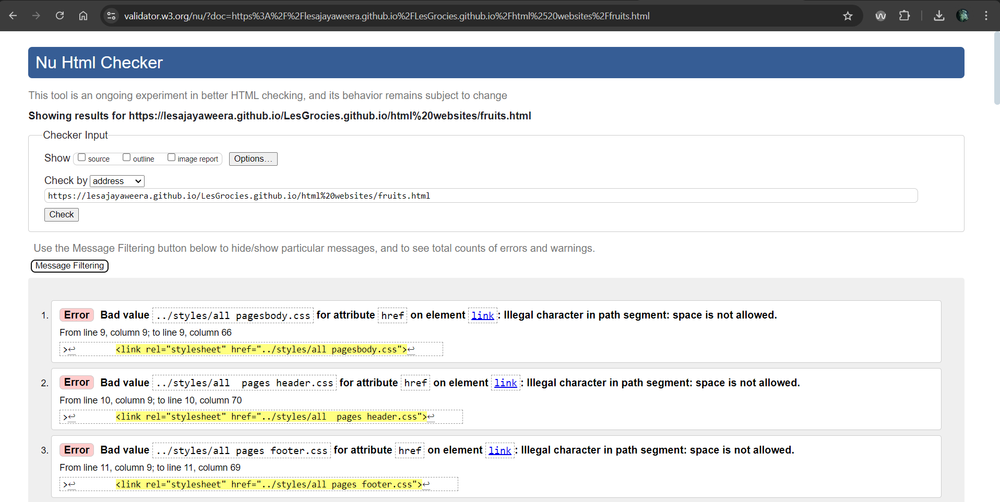 validator.w3.org/nu/?doc=https%3A%2F%2Flesajayaweera.github.io%2FLesGrocies.github.io%2Fhtml%2520websites%2Ffruits.html
Nu Html Checker
This tool is an ongoing experiment in better HTML checking, and its behavior remains subject to change
Showing results for https://lesajayaweera.github.io/LesGrocies.github.io/html%20websites/fruits.html
Checker Input
Show source outline image report Options...
Check by address
https://lesajayaweera.github.io/LesGrocies.github.io/html%20websites/fruits.html
Check
Use the Message Filtering button below to hide/show particular messages, and to see total counts of errors and warnings.
Message Filtering
1. Error Bad value ../styles/all pagesbody.css for attribute href on element link: Illegal character in path segment: space is not allowed.
From line 9, column 9; to line 9, column 66
>↩ <link rel="stylesheet" href="../styles/all pagesbody.css">↩
2. Error Bad value ../styles/all  pages header.css for attribute href on element link: Illegal character in path segment: space is not allowed.
From line 10, column 9; to line 10, column 70
>↩ <link rel="stylesheet" href="../styles/all  pages header.css">↩
3. Error Bad value ../styles/all pages footer.css for attribute href on element link: Illegal character in path segment: space is not allowed.
From line 11, column 9; to line 11, column 69
>↩ <link rel="stylesheet" href="../styles/all pages footer.css">↩